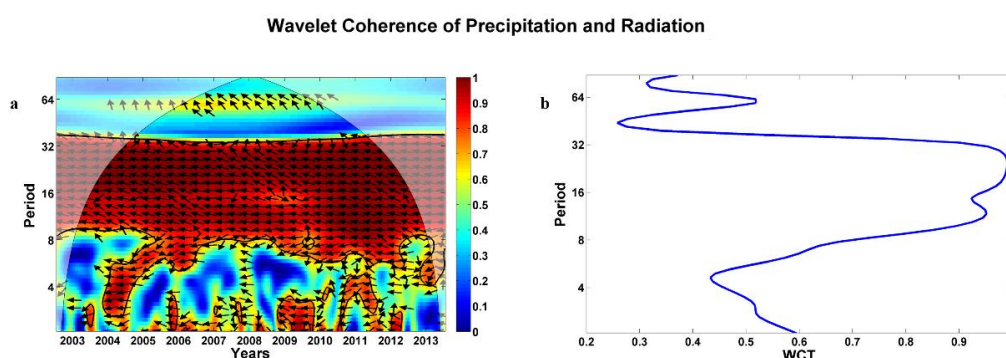 Wavelet Coherence of Precipitation and Radiation
a
Period
64
32
16
8
4
2003 2004 2005 2006 2007 2008 2009 2010 2011 2012 2013
Years
1
0.9
0.8
0.7
0.6
0.5
0.4
0.3
0.2
0.1
0
b
Period
64
32
16
8
4
0.2 0.3 0.4 0.5 0.6 0.7 0.8 0.9
WCT